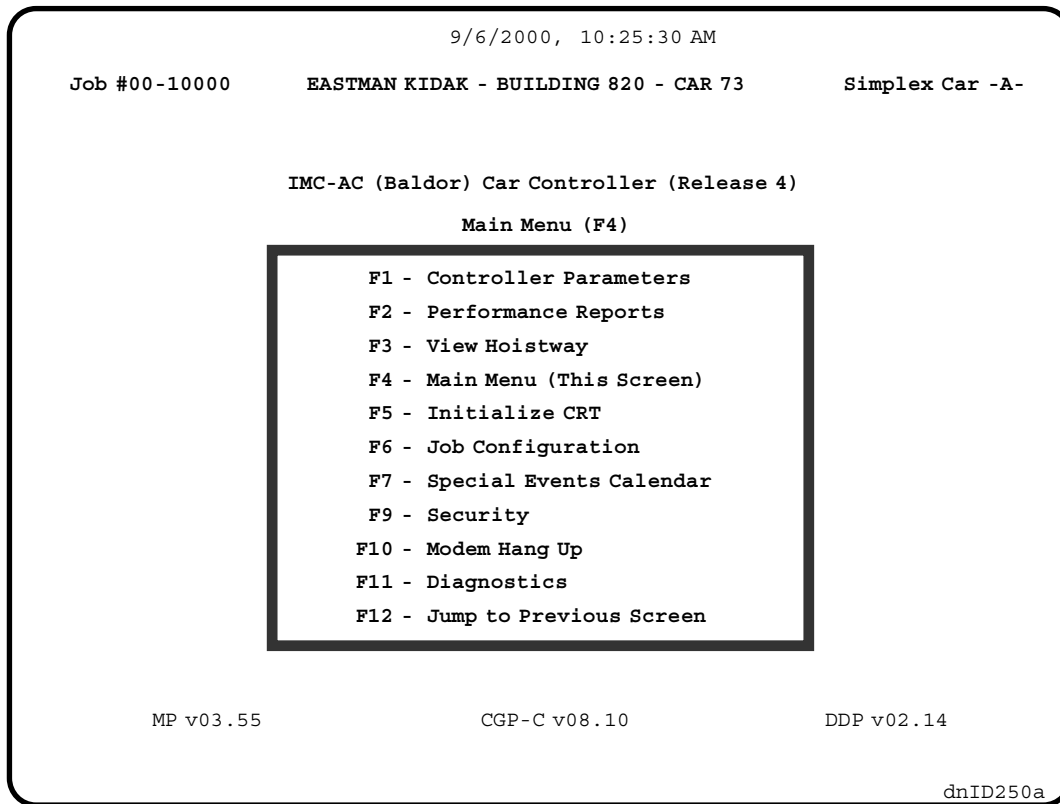 9/6/2000, 10:25:30 AM
Job #00-10000 EASTMAN KIDAK - BUILDING 820 - CAR 73 Simplex Car -A-
IMC-AC (Baldor) Car Controller (Release 4)
Main Menu (F4)
F1 - Controller Parameters
F2 - Performance Reports
F3 - View Hoistway
F4 - Main Menu (This Screen)
F5 - Initialize CRT
F6 - Job Configuration
F7 - Special Events Calendar
F9 - Security
F10 - Modem Hang Up
F11 - Diagnostics
F12 - Jump to Previous Screen
MP v03.55 CGP-C v08.10 DDP v02.14
dnID250a